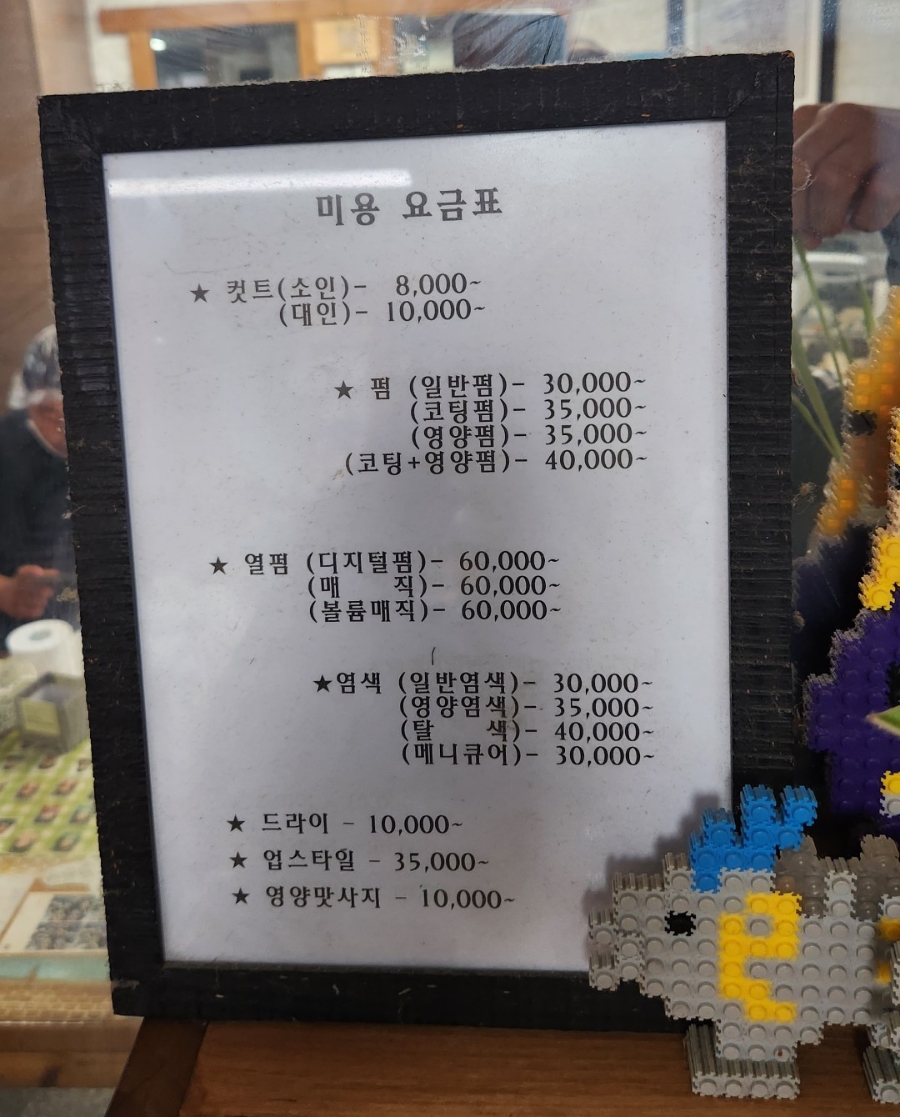 미용 요금표
★ 컷트(소인)- 8,000~
(대인)- 10,000~
★ 펌 (일반펌)- 30,000~
(코팅펌)- 35,000~
(영양펌)- 35,000~
(코팅+영양펌)- 40,000~
★ 열펌 (디지털펌)- 60,000~
(매 직)- 60,000~
(볼륨매직)- 60,000~
★염색 (일반염색)- 30,000~
(영양염색)- 35,000~
(탈 색)- 40,000~
(메니큐어)- 30,000~
★ 드라이 - 10,000~
★ 업스타일 - 35,000~
★ 영양맛사지 - 10,000~